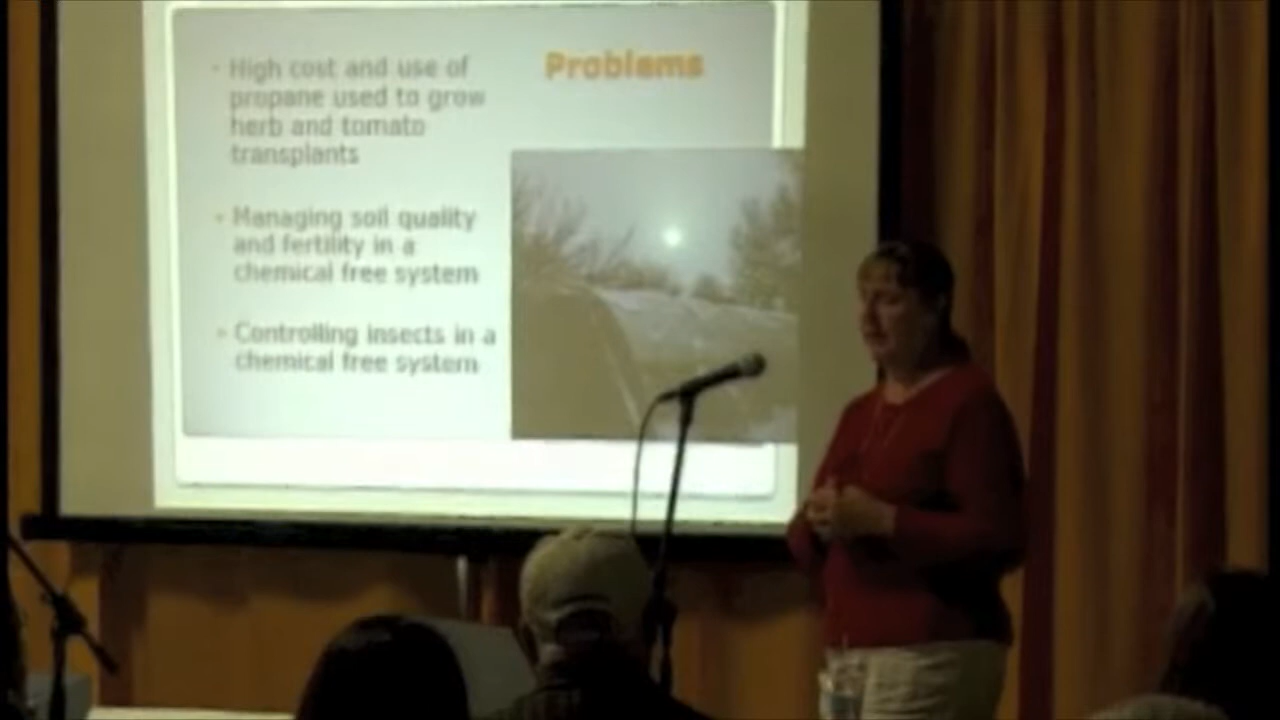 Problems
• High cost and use of
propane used to grow
herb and tomato
transplants
• Managing soil quality
and fertility in a
chemical free system
• Controlling insects in a
chemical free system